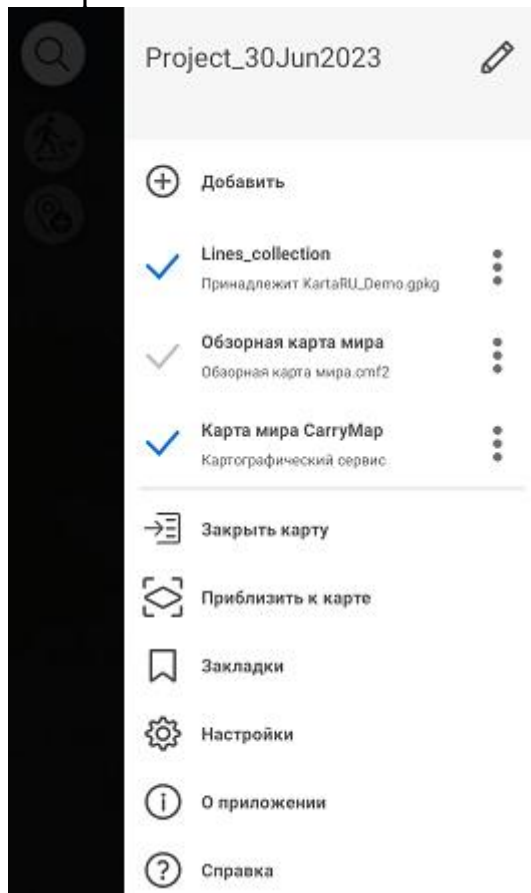 Project_30Jun2023
Добавить
Lines_collection
Принадлежит KartaRU_Demo.gpkg
Обзорная карта мира
Обзорная карта мира.cmf2
Карта мира CarryMap
Картографический сервис
Закрыть карту
Приблизить к карте
Закладки
Настройки
О приложении
Справка